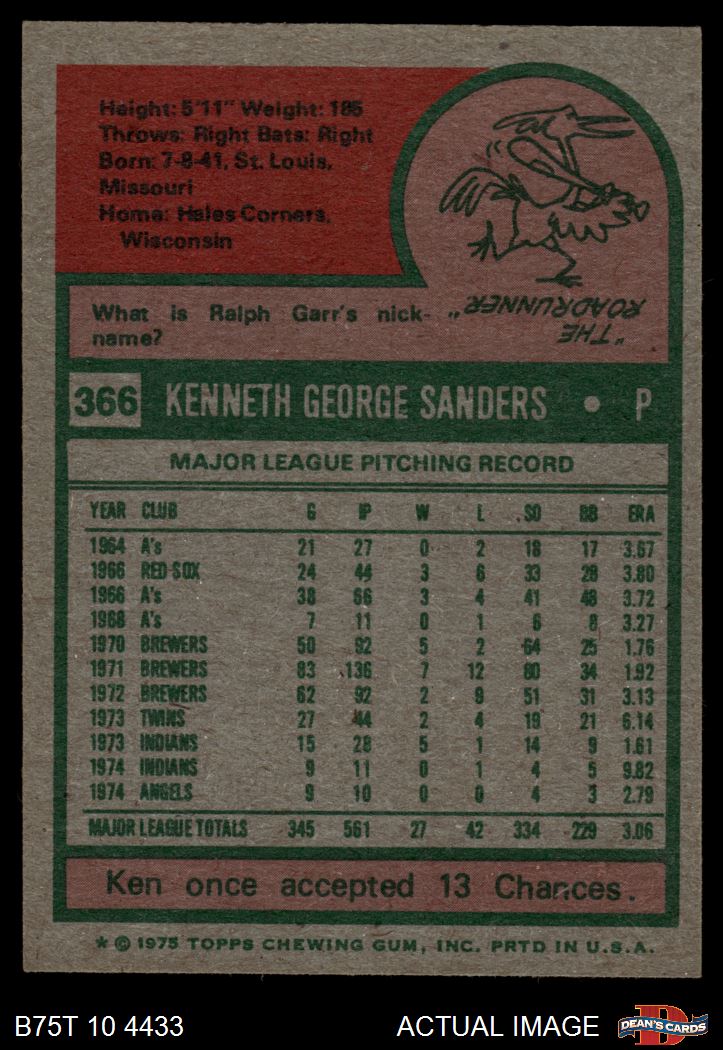 Height: 5'11" Weight: 185
Throws: Right Bats: Right
Born: 7-8-41, St. Louis,
Missouri
Home: Hales Corners,
Wisconsin
What is Ralph Garr's nick-
name?
"THE
ROADRUNNER"
366 KENNETH GEORGE SANDERS • P
MAJOR LEAGUE PITCHING RECORD
YEAR CLUB G IP W L SO BB ERA
1964 A's 21 27 0 2 18 17 3.67
1966 RED SOX 24 44 3 6 33 28 3.80
1966 A's 38 66 3 4 41 48 3.72
1968 A's 7 11 0 1 6 8 3.27
1970 BREWERS 50 92 5 2 64 25 1.76
1971 BREWERS 83 136 7 12 80 34 1.92
1972 BREWERS 62 92 2 9 51 31 3.13
1973 TWINS 27 44 2 4 19 21 6.14
1973 INDIANS 15 28 5 1 14 9 1.61
1974 INDIANS 9 11 0 1 4 5 9.82
1974 ANGELS 9 10 0 0 4 3 2.79
MAJOR LEAGUE TOTALS 345 561 27 42 334 229 3.06
Ken once accepted 13 Chances.
* © 1975 TOPPS CHEWING GUM, INC. PRTD IN U.S.A.
B75T 10 4433 ACTUAL IMAGE DEAN'S CARDS